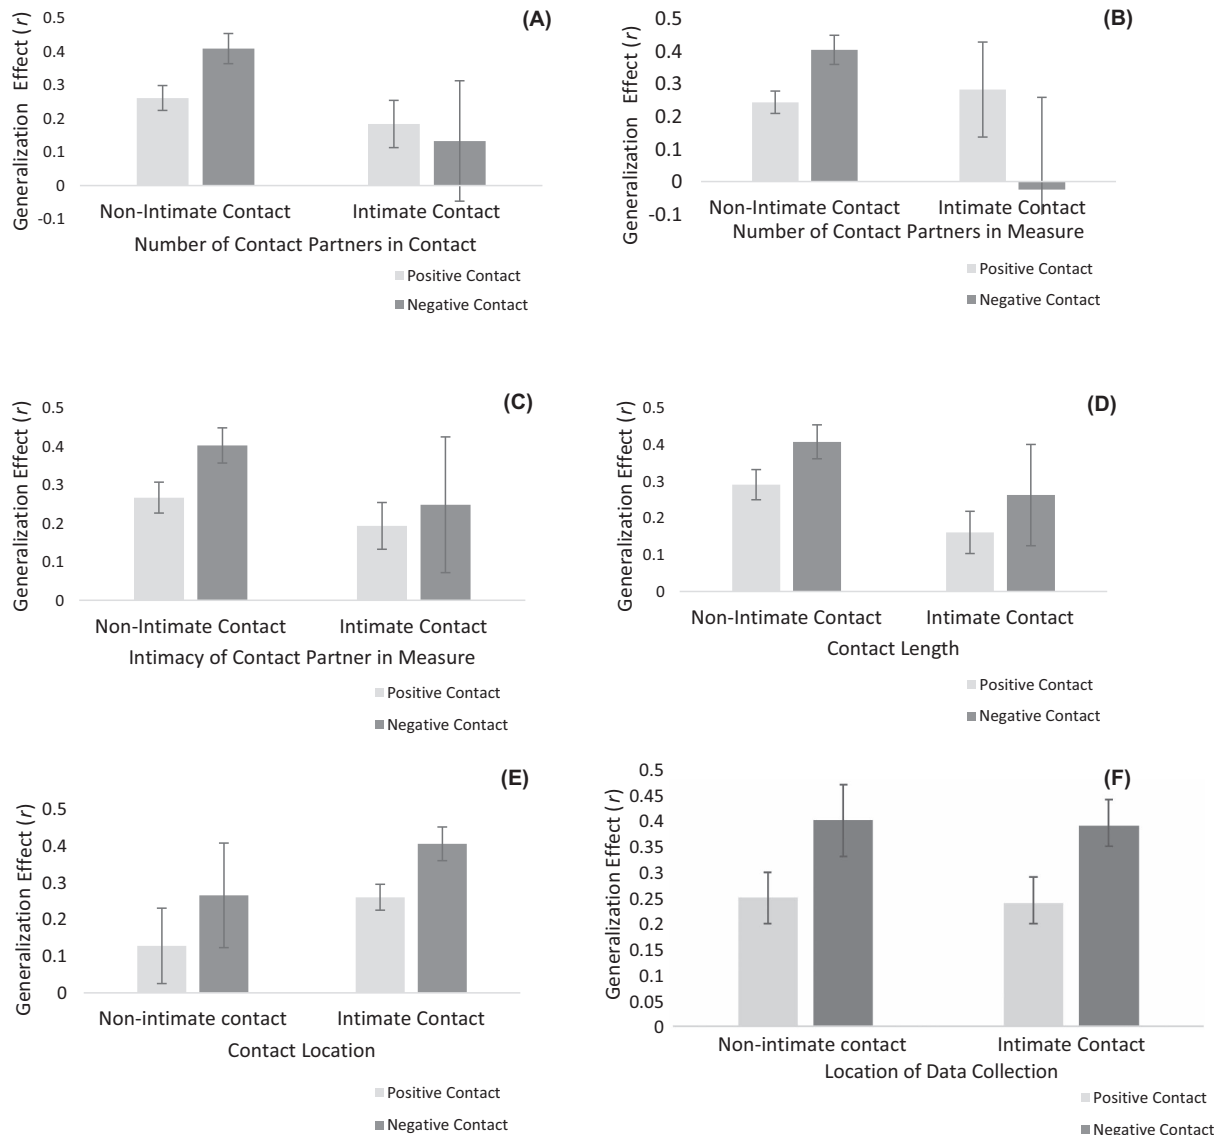 (A)
Generalization Effect (r)
0.5
0.4
0.3
0.2
0.1
0
-0.1
Non-Intimate Contact Intimate Contact
Number of Contact Partners in Contact
Positive Contact
Negative Contact
(B)
Generalization Effect (r)
0.5
0.4
0.3
0.2
0.1
0
-0.1
Non-Intimate Contact Intimate Contact
Number of Contact Partners in Measure
Positive Contact
Negative Contact
(C)
Generalization Effect (r)
0.5
0.4
0.3
0.2
0.1
0
Non-Intimate Contact Intimate Contact
Intimacy of Contact Partner in Measure
Positive Contact
Negative Contact
(D)
Generalization Effect (r)
0.5
0.4
0.3
0.2
0.1
0
Non-Intimate Contact Intimate Contact
Contact Length
Positive Contact
Negative Contact
(E)
Generalization Effect (r)
0.5
0.4
0.3
0.2
0.1
0
Non-intimate contact Intimate Contact
Contact Location
Positive Contact
Negative Contact
(F)
Generalization Effect (r)
0.5
0.45
0.4
0.35
0.3
0.25
0.2
0.15
0.1
0.05
0
Non-intimate contact Intimate Contact
Location of Data Collection
Positive Contact
Negative Contact